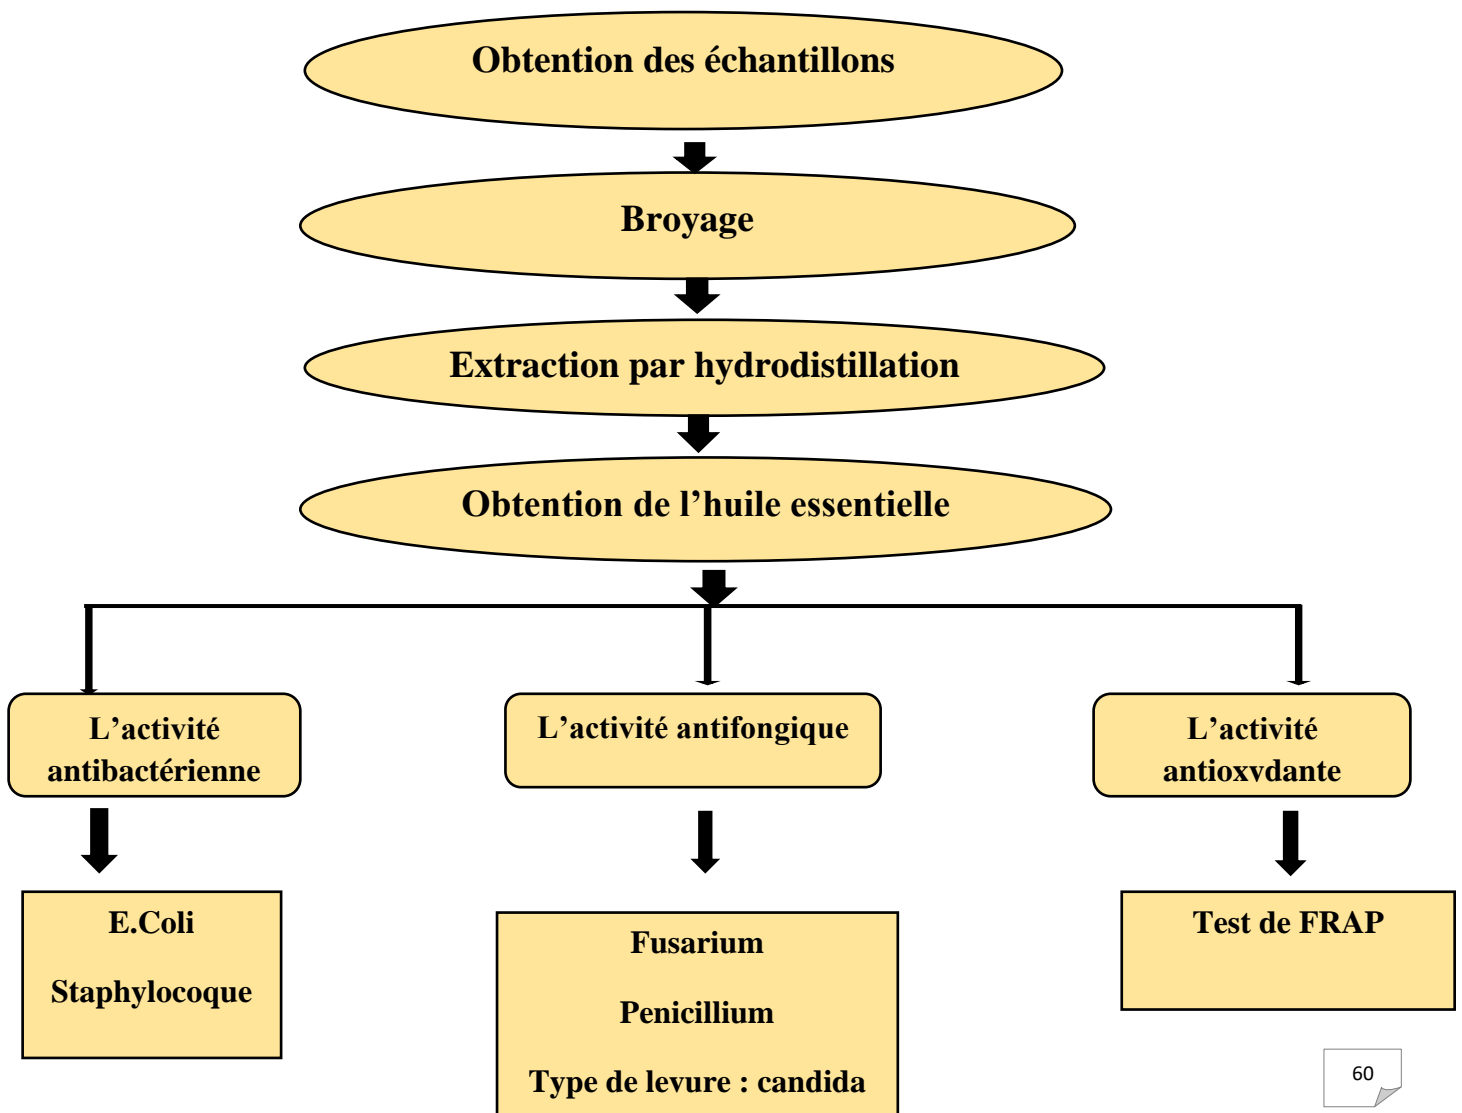 Obtention des échantillons
Broyage
Extraction par hydrodistillation
Obtention de l’huile essentielle
L’activité
antibactérienne
L’activité antifongique
L’activité
antioxydante
E.Coli
Staphylocoque
Fusarium
Penicillium
Type de levure : candida
Test de FRAP
60